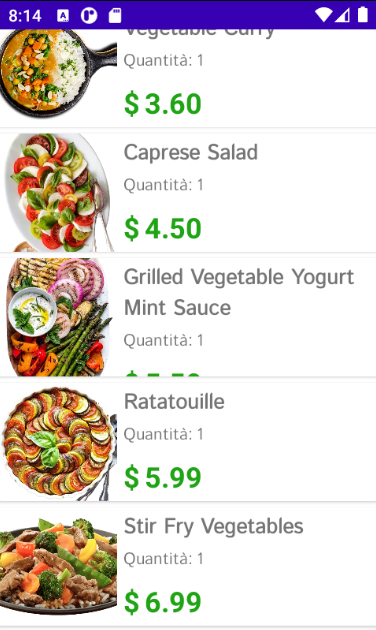 8:14
Vegetable Curry
Quantità: 1
$ 3.60
Caprese Salad
Quantità: 1
$ 4.50
Grilled Vegetable Yogurt
Mint Sauce
Quantità: 1
Ratatouille
Quantità: 1
$ 5.99
Stir Fry Vegetables
Quantità: 1
$ 6.99